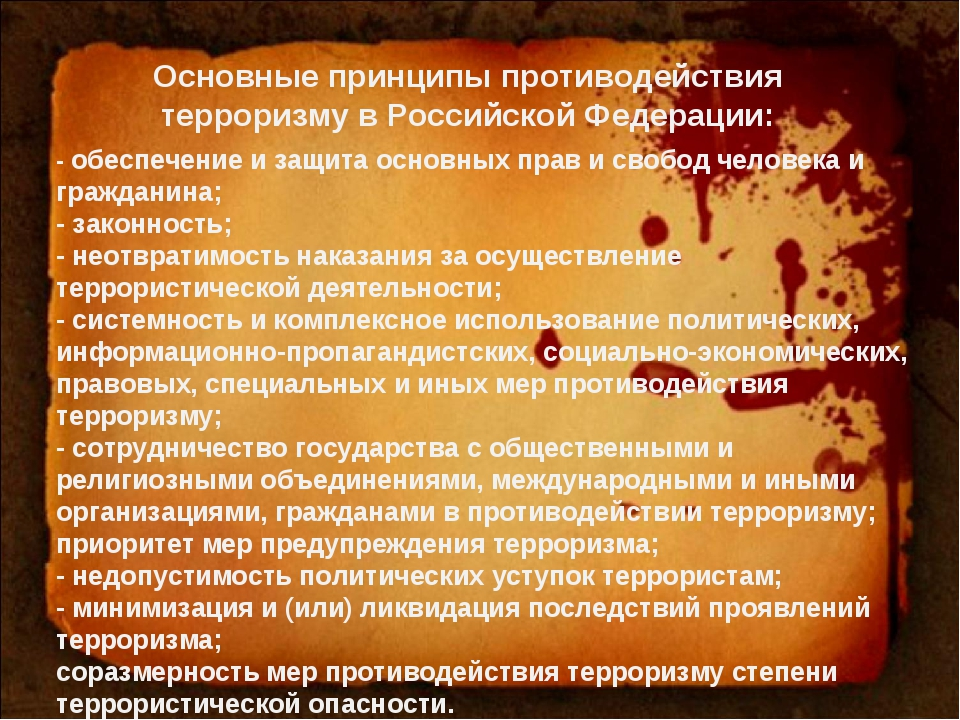 Основные принципы противодействия
терроризму в Российской Федерации:
- обеспечение и защита основных прав и свобод человека и
гражданина;
- законность;
- неотвратимость наказания за осуществление
террористической деятельности;
- системность и комплексное использование политических,
информационно-пропагандистских, социально-экономических,
правовых, специальных и иных мер противодействия
терроризму;
- сотрудничество государства с общественными и
религиозными объединениями, международными и иными
организациями, гражданами в противодействии терроризму;
приоритет мер предупреждения терроризма;
- недопустимость политических уступок террористам;
- минимизация и (или) ликвидация последствий проявлений
терроризма;
соразмерность мер противодействия терроризму степени
террористической опасности.